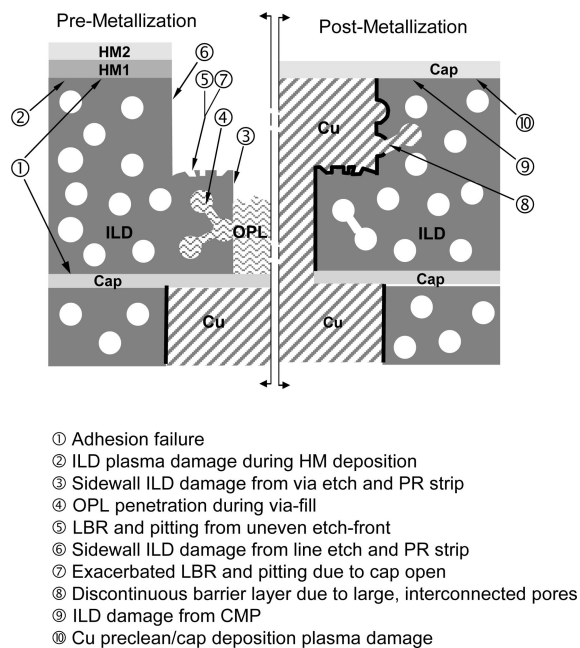 Pre-Metallization
Post-Metallization
HM2
HM1
⑥
⑤ ⑦
②
④
③
①
ILD
OPL
Cap
Cu
Cap
Cu
⑩
⑨
⑧
ILD
Cap
Cu
① Adhesion failure
② ILD plasma damage during HM deposition
③ Sidewall ILD damage from via etch and PR strip
④ OPL penetration during via-fill
⑤ LBR and pitting from uneven etch-front
⑥ Sidewall ILD damage from line etch and PR strip
⑦ Exacerbated LBR and pitting due to cap open
⑧ Discontinuous barrier layer due to large, interconnected pores
⑨ ILD damage from CMP
⑩ Cu preclean/cap deposition plasma damage